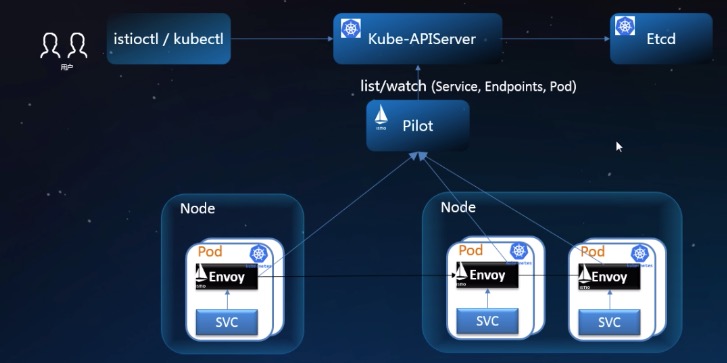 istioctl / kubectl
Kube-APIServer
Etcd
用户
list/watch (Service, Endpoints, Pod)
Pilot
Node
Node
Pod
Pod
Pod
Envoy
Envoy
Envoy
SVC
SVC
SVC